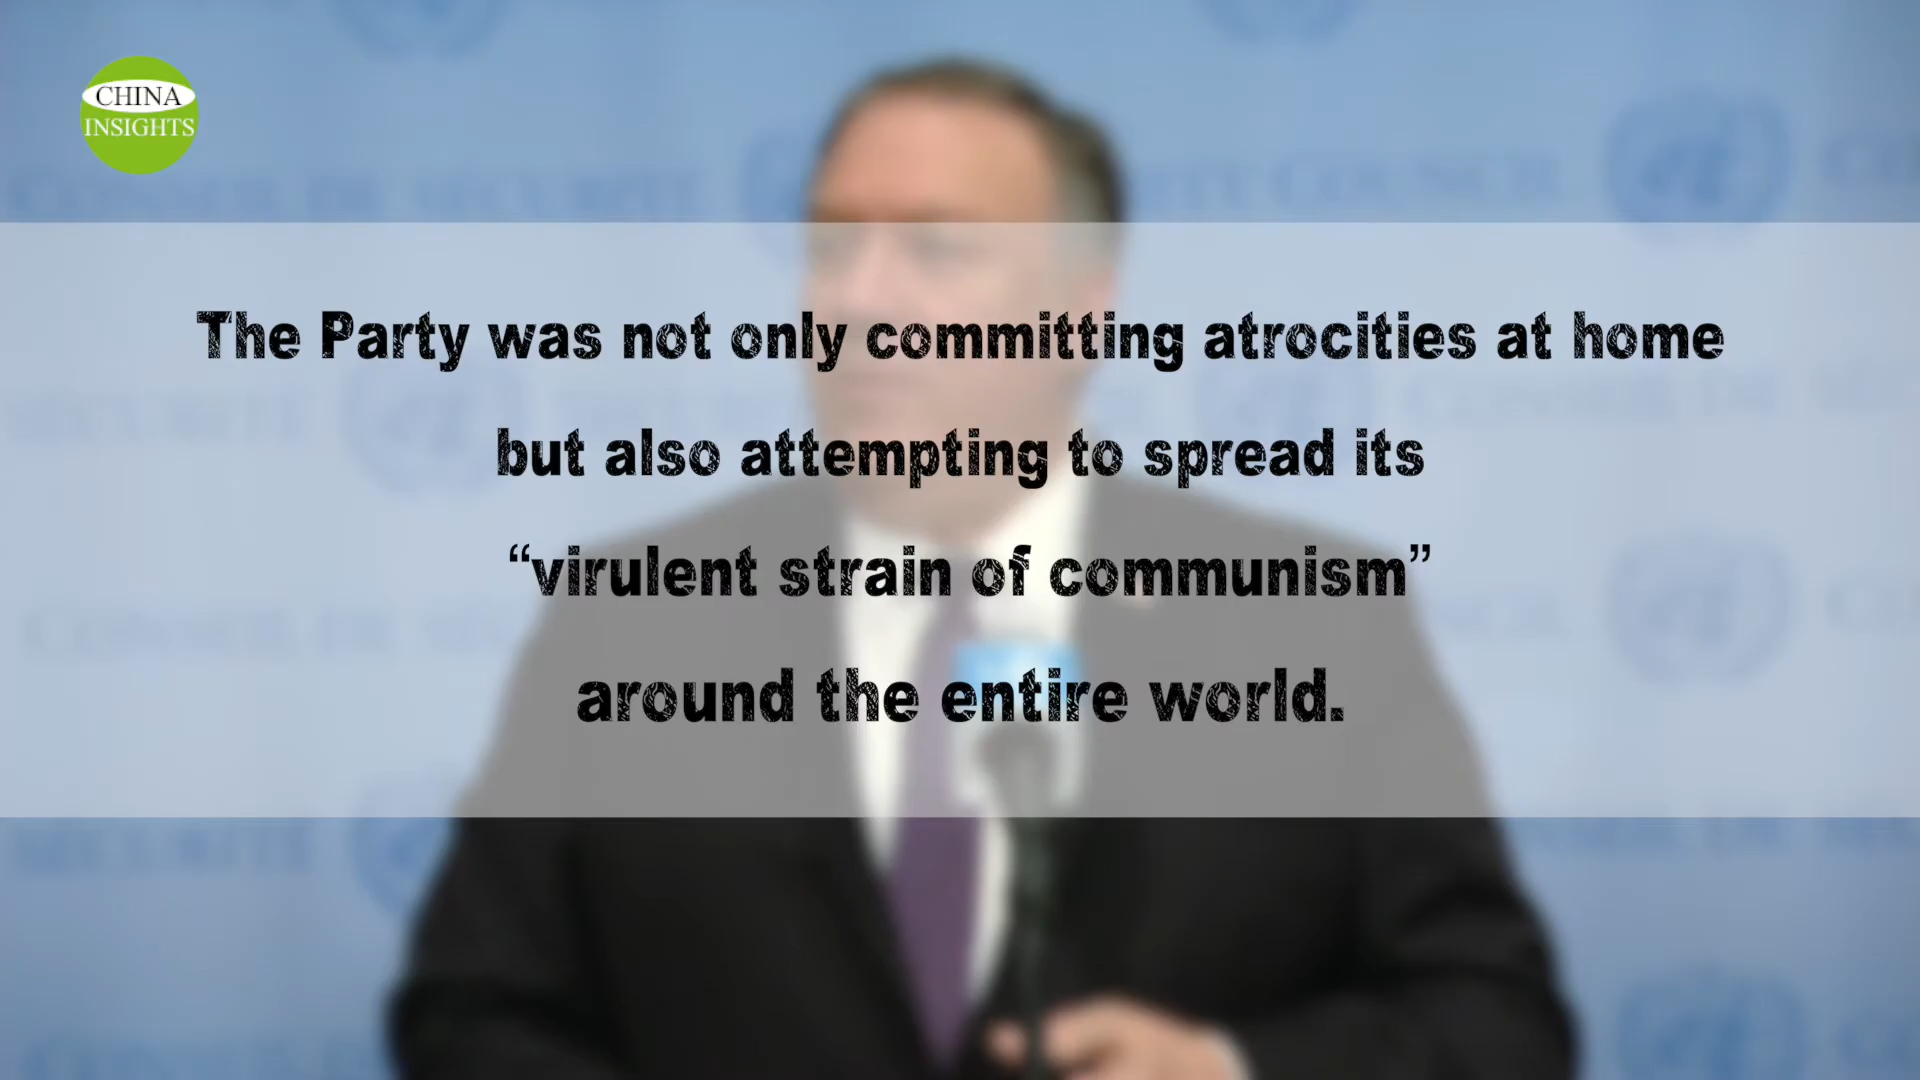 CHINA
INSIGHTS
The Party was not only committing atrocities at home
but also attempting to spread its
“virulent strain of communism”
around the entire world.